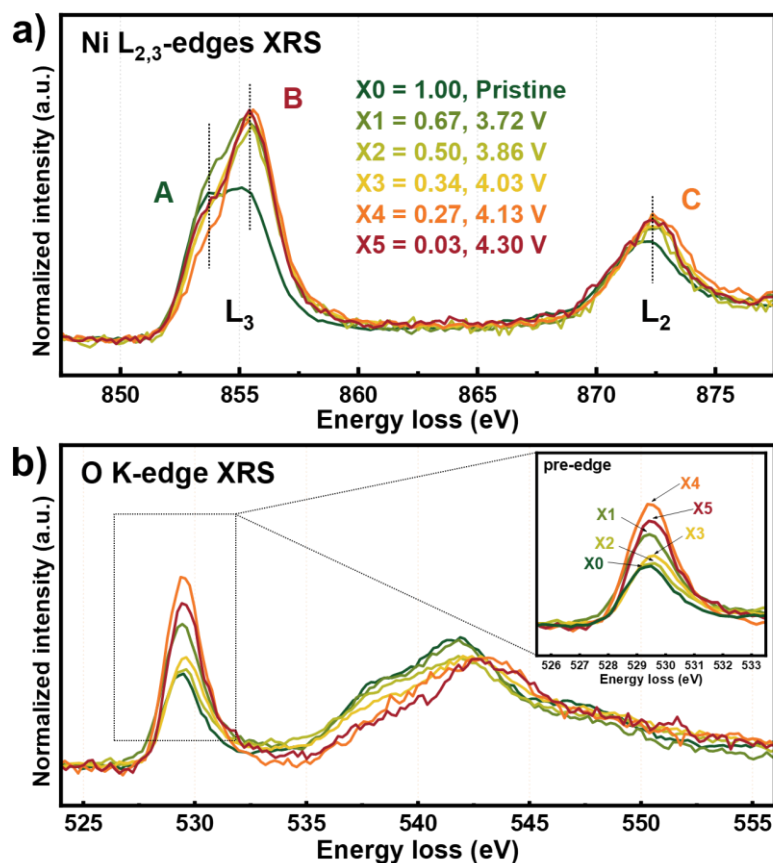 a)
Ni L2,3-edges XRS
B
X0 = 1.00, Pristine
X1 = 0.67, 3.72 V
X2 = 0.50, 3.86 V
X3 = 0.34, 4.03 V
X4 = 0.27, 4.13 V
X5 = 0.03, 4.30 V
A
C
L3
L2
Normalized intensity (a.u.)
850 855 860 865 870 875
Energy loss (eV)
b)
O K-edge XRS
pre-edge
X4
X5
X1
X3
X2
X0
526 527 528 529 530 531 532 533
Energy loss (eV)
Normalized intensity (a.u.)
525 530 535 540 545 550 555
Energy loss (eV)